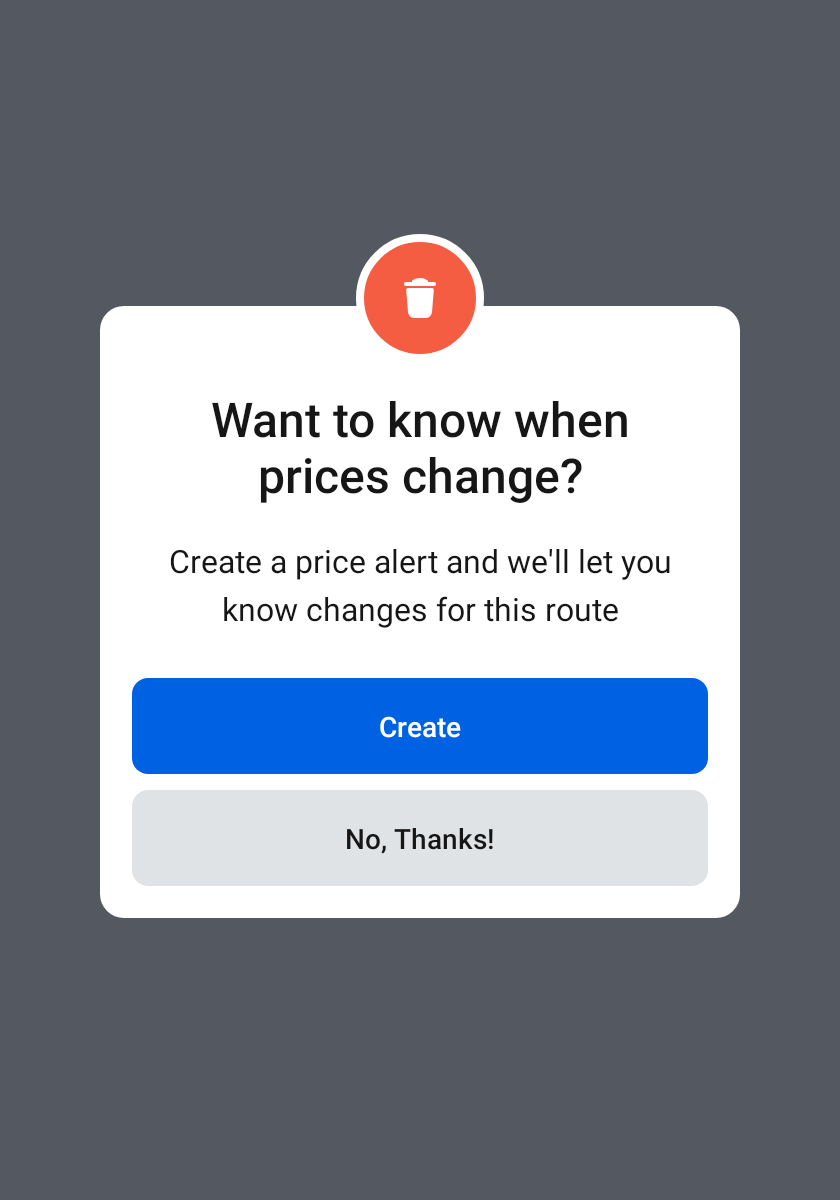 Want to know when
prices change?
Create a price alert and we'll let you
know changes for this route
Create
No, Thanks!